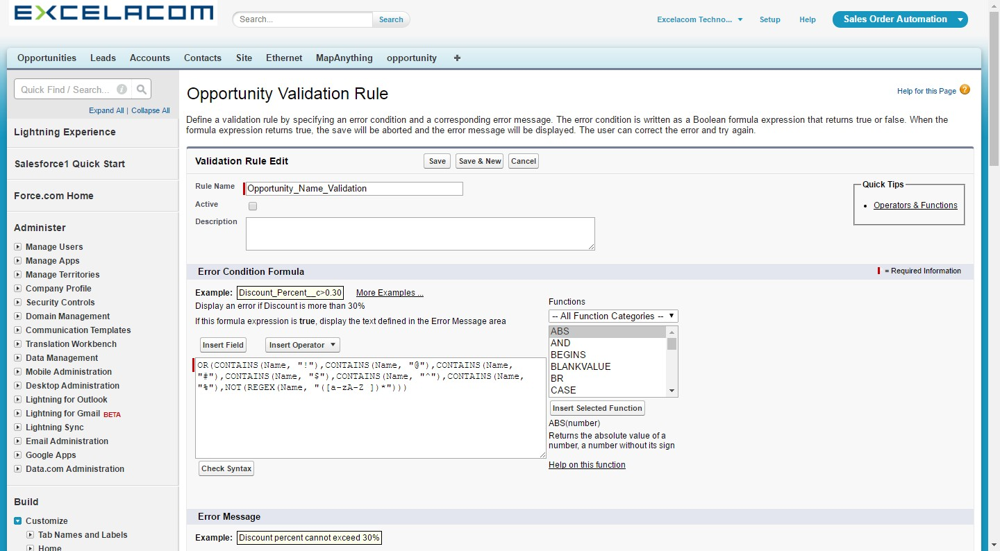 EXCELACOM
Search...
Search
Excelacom Techno...
Setup
Help
Sales Order Automation
Opportunities
Leads
Accounts
Contacts
Site
Ethernet
MapAnything
opportunity
+
Quick Find / Search...
Expand All | Collapse All
Lightning Experience
Salesforce1 Quick Start
Force.com Home
Administer
Manage Users
Manage Apps
Manage Territories
Company Profile
Security Controls
Domain Management
Communication Templates
Translation Workbench
Data Management
Mobile Administration
Desktop Administration
Lightning for Outlook
Lightning for Gmail BETA
Lightning Sync
Email Administration
Google Apps
Data.com Administration
Build
Customize
Tab Names and Labels
Home
Opportunity Validation Rule
Help for this Page ?
Define a validation rule by specifying an error condition and a corresponding error message. The error condition is written as a Boolean formula expression that returns true or false. When the
formula expression returns true, the save will be aborted and the error message will be displayed. The user can correct the error and try again.
Validation Rule Edit
Save
Save & New
Cancel
Rule Name
Opportunity_Name_Validation
Active
Description
Quick Tips
• Operators & Functions
Error Condition Formula
= Required Information
Example: Discount_Percent__c>0.30 More Examples ...
Display an error if Discount is more than 30%
If this formula expression is true, display the text defined in the Error Message area
Insert Field
Insert Operator
OR(CONTAINS(Name, "!"),CONTAINS(Name, "@"),CONTAINS(Name,
"#"),CONTAINS(Name, "$"),CONTAINS(Name, "^"),CONTAINS(Name,
"%"),NOT(REGEX(Name, "([a-zA-Z ])*")))
Check Syntax
Functions
-- All Function Categories --
ABS
AND
BEGINS
BLANKVALUE
BR
CASE
Insert Selected Function
ABS(number)
Returns the absolute value of a
number, a number without its sign
Help on this function
Error Message
Example: Discount percent cannot exceed 30%